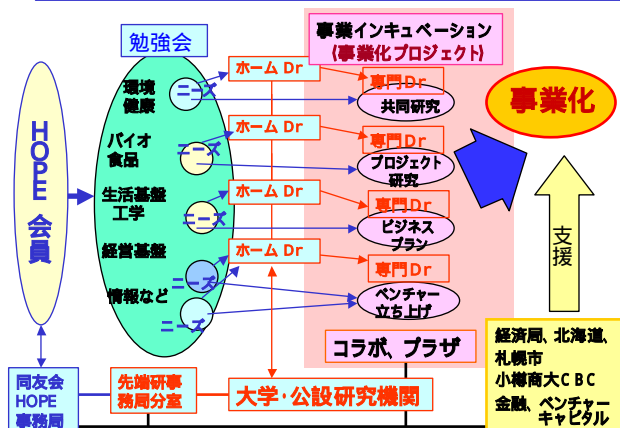 勉強会
事業インキュベーション
(事業化プロジェクト)
HOPE会員
環境
健康
ニーズ
ホームDr
専門Dr
共同研究
事業化
バイオ
食品
ニーズ
ホームDr
専門Dr
プロジェクト
研究
生活基盤
工学
ニーズ
ホームDr
専門Dr
ビジネス
プラン
支援
経営基盤
ニーズ
ホームDr
専門Dr
情報など
ニーズ
ベンチャー
立ち上げ
コラボ、プラザ
経済局、北海道、
札幌市
小樽商大CBC
金融、ベンチャー
キャピタル
同友会
HOPE
事務局
先端研事
務局分室
大学・公設研究機関